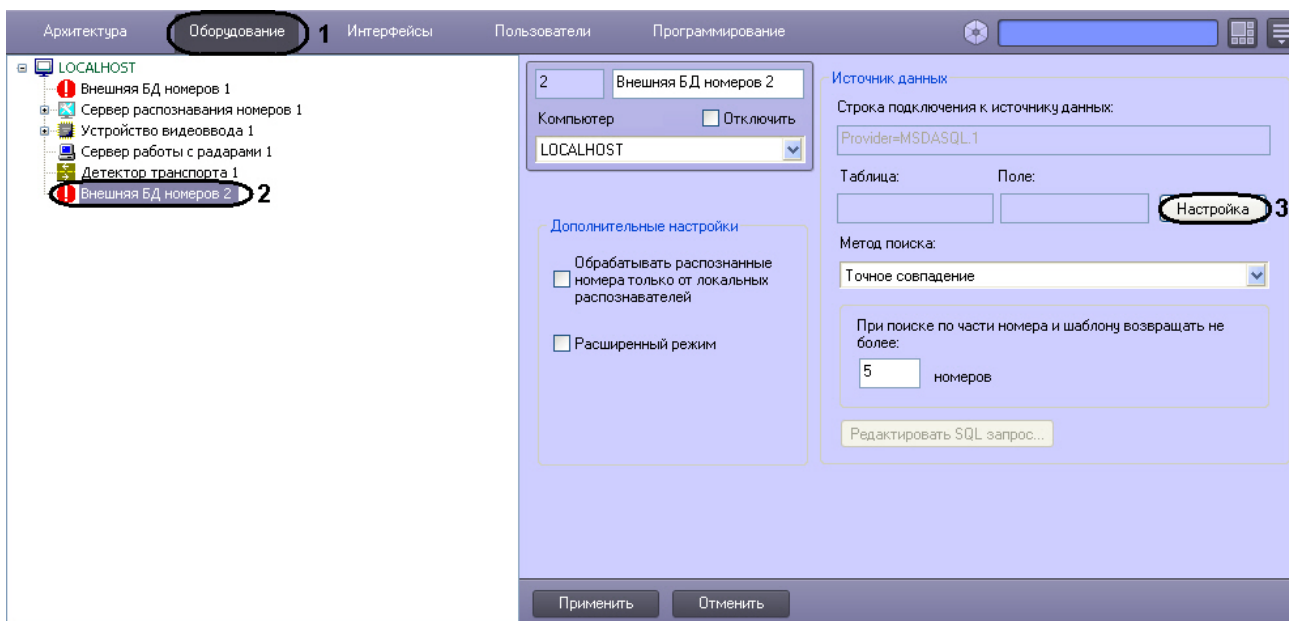 Архитектура Оборудование 1 Интерфейсы Пользователи Программирование
LOCALHOST
Внешняя БД номеров 1
Сервер распознавания номеров 1
Устройство видеоввода 1
Сервер работы с радарами 1
Детектор транспорта 1
Внешняя БД номеров 2 2
2 Внешняя БД номеров 2
Компьютер Отключить
LOCALHOST
Дополнительные настройки
Обрабатывать распознанные
номера только от локальных
распознавателей
Расширенный режим
Источник данных
Строка подключения к источнику данных:
Provider=MSDASQL.1
Таблица: Поле:
Настройка 3
Метод поиска:
Точное совпадение
При поиске по части номера и шаблону возвращать не
более:
5 номеров
Редактировать SQL запрос...
Применить Отменить